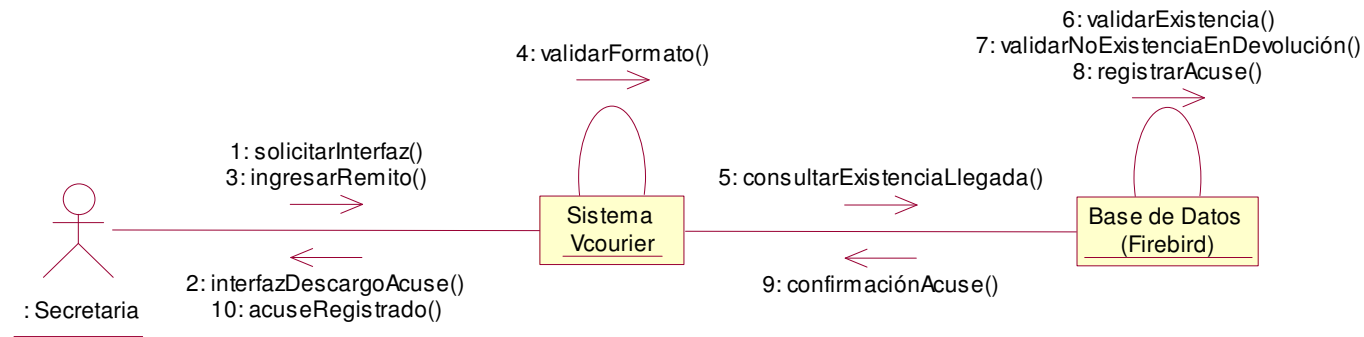 6: validarExistencia()
7: validarNoExistenciaEnDevolución()
8: registrarAcuse()
4: validarFormato()
1: solicitarInterfaz()
3: ingresarRemito()
5: consultarExistenciaLlegada()
Sistema
Vcourier
Base de Datos
(Firebird)
2: interfazDescargoAcuse()
10: acuseRegistrado()
9: confirmaciónAcuse()
: Secretaria